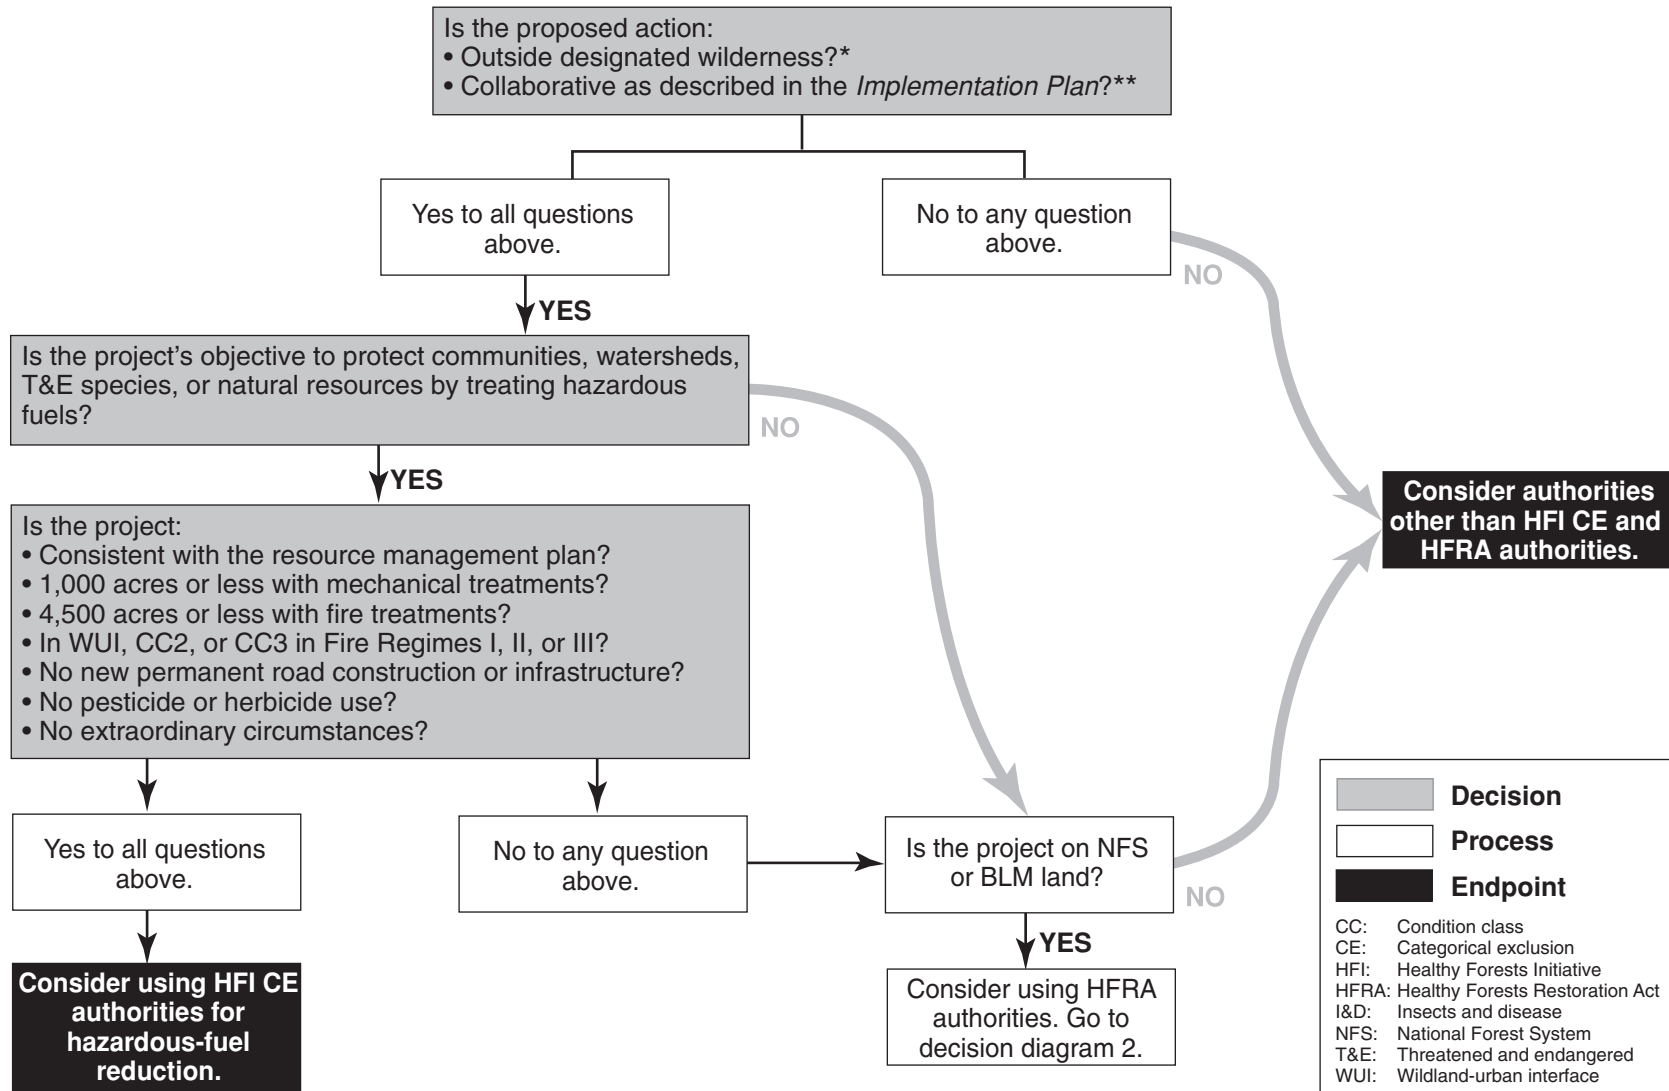 Is the proposed action:
• Outside designated wilderness?*
• Collaborative as described in the Implementation Plan?**
Yes to all questions
above.
No to any question
above.
NO
YES
Is the project's objective to protect communities, watersheds,
T&E species, or natural resources by treating hazardous
fuels?
NO
YES
Consider authorities
other than HFI CE and
HFRA authorities.
Is the project:
• Consistent with the resource management plan?
• 1,000 acres or less with mechanical treatments?
• 4,500 acres or less with fire treatments?
• In WUI, CC2, or CC3 in Fire Regimes I, II, or III?
• No new permanent road construction or infrastructure?
• No pesticide or herbicide use?
• No extraordinary circumstances?
Yes to all questions
above.
No to any question
above.
Is the project on NFS
or BLM land?
NO
YES
Consider using HFI CE
authorities for
hazardous-fuel
reduction.
Consider using HFRA
authorities. Go to
decision diagram 2.
Decision
Process
Endpoint
CC: Condition class
CE: Categorical exclusion
HFI: Healthy Forests Initiative
HFRA: Healthy Forests Restoration Act
I&D: Insects and disease
NFS: National Forest System
T&E: Threatened and endangered
WUI: Wildland-urban interface